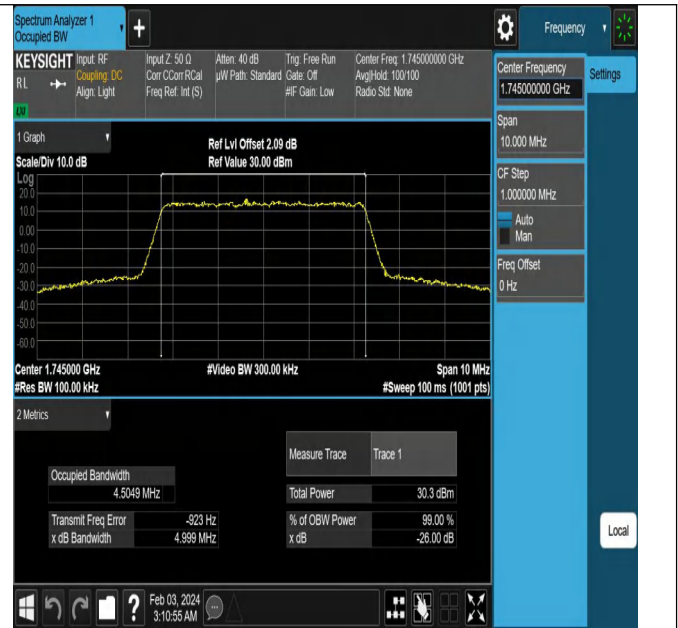 Spectrum Analyzer 1
Occupied BW
+
Frequency
KEYSIGHT
Input: RF
Coupling: DC
Align: Light
Input Z: 50 Ω
Corr CCorr RCal
Freq Ref: Int (S)
Atten: 40 dB
µW Path: Standard
Trig: Free Run
Gate: Off
#IF Gain: Low
Center Freq: 1.745000000 GHz
Avg|Hold: 100/100
Radio Std: None
RL
LXI
Center Frequency
1.745000000 GHz
Settings
Span
10.000 MHz
CF Step
1.000000 MHz
Auto
Man
Freq Offset
0 Hz
Local
1 Graph
Scale/Div 10.0 dB
Ref Lvl Offset 2.09 dB
Ref Value 30.00 dBm
Log
20.0
10.0
0.00
-10.0
-20.0
-30.0
-40.0
-50.0
-60.0
Center 1.745000 GHz
#Video BW 300.00 kHz
Span 10 MHz
#Res BW 100.00 kHz
#Sweep 100 ms (1001 pts)
2 Metrics
Measure Trace Trace 1
Occupied Bandwidth
4.5049 MHz
Total Power 30.3 dBm
Transmit Freq Error -923 Hz
% of OBW Power 99.00 %
x dB Bandwidth 4.999 MHz
x dB -26.00 dB
?
Feb 03, 2024
3:10:55 AM